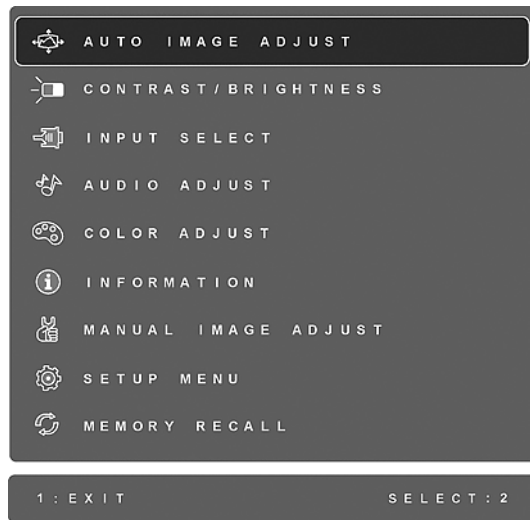 AUTO IMAGE ADJUST
CONTRAST/BRIGHTNESS
INPUT SELECT
AUDIO ADJUST
COLOR ADJUST
INFORMATION
MANUAL IMAGE ADJUST
SETUP MENU
MEMORY RECALL
1:EXIT SELECT:2